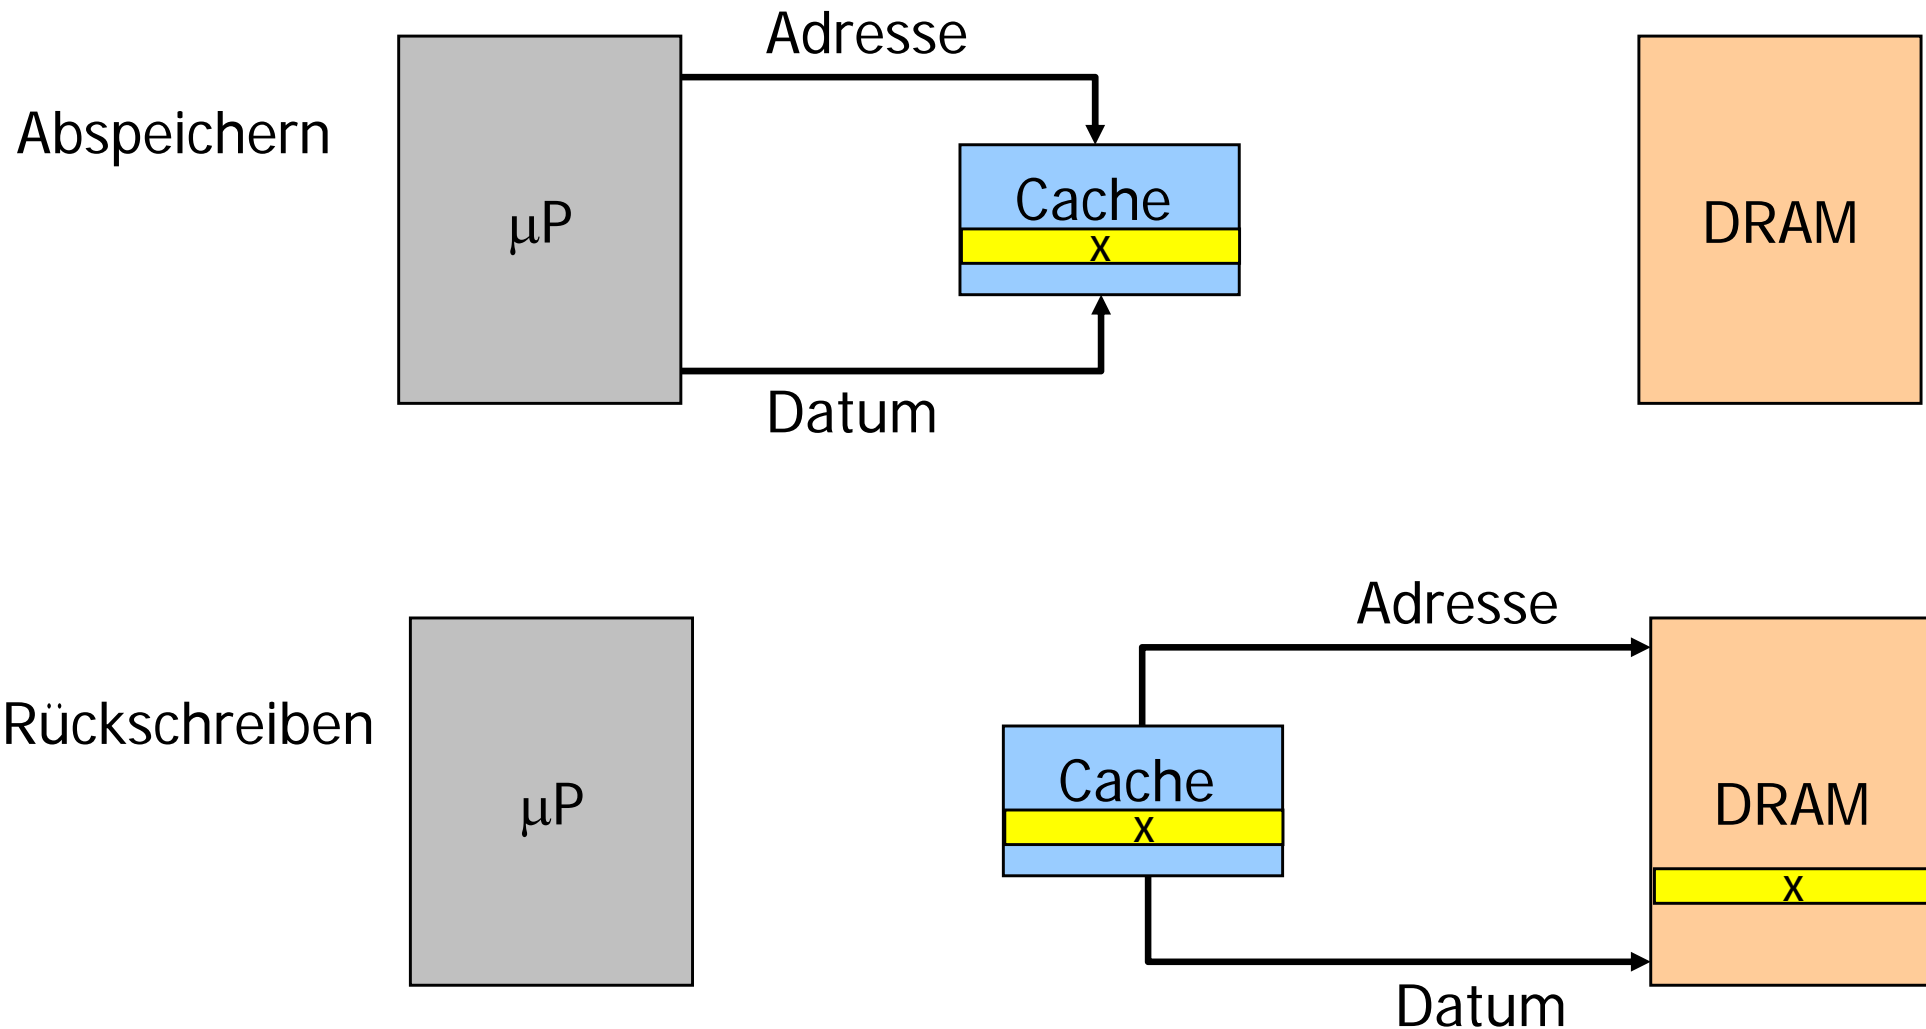 Adresse
Abspeichern
μP
Cache
x
DRAM
Datum
Adresse
Rückschreiben
μP
Cache
x
DRAM
x
Datum